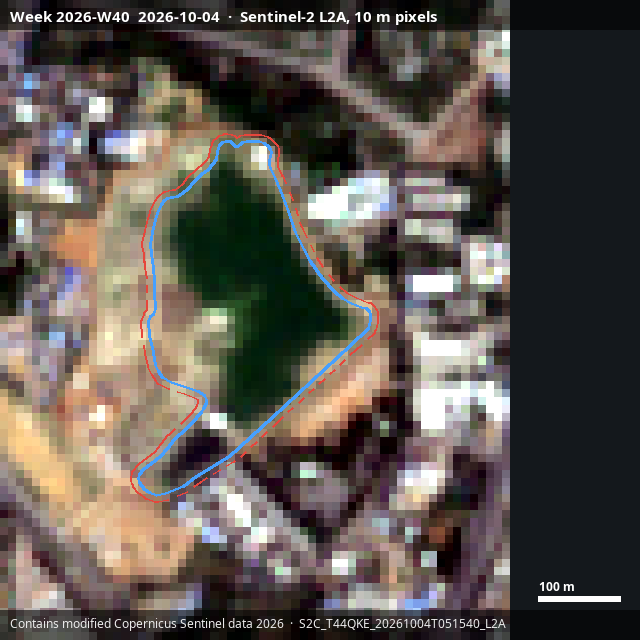 Week 2026-W40  2026-10-04  ·  Sentinel-2 L2A, 10 m pixels
100 m
Contains modified Copernicus Sentinel data 2026  ·  S2C_T44QKE_20261004T051540_L2A